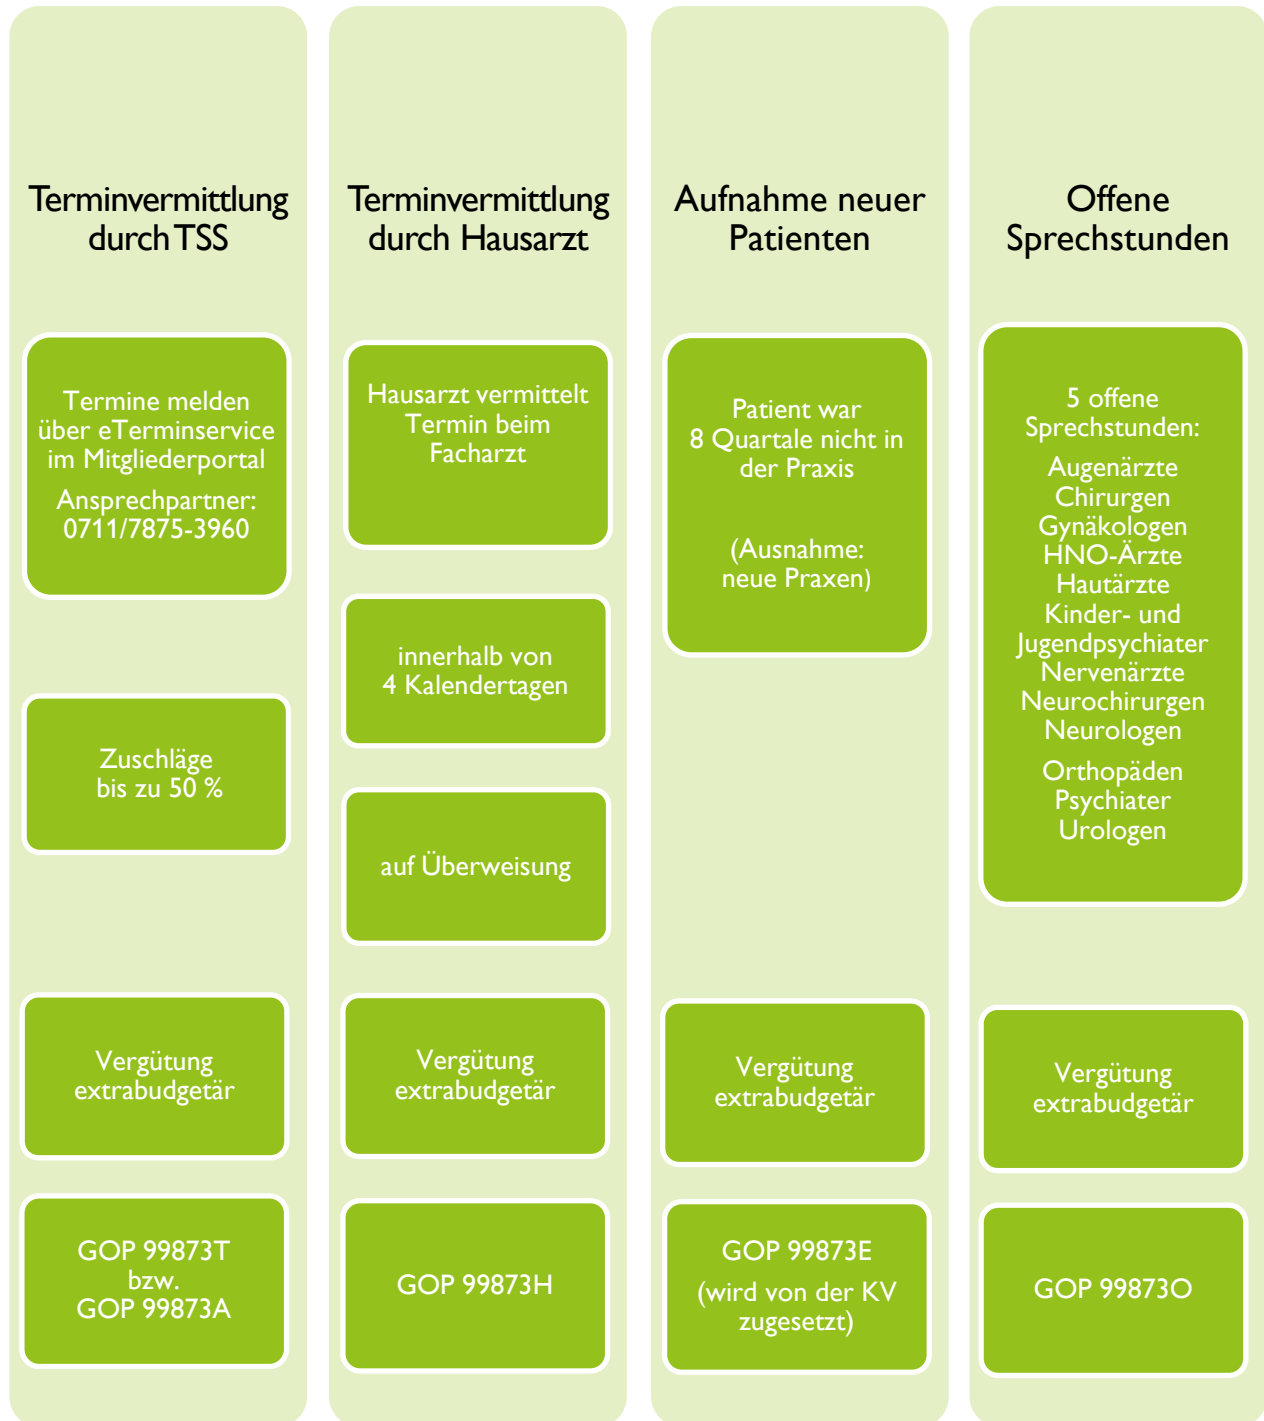 Terminvermittlung
durch TSS
Termine melden
über eTerminservice
im Mitgliederportal
Ansprechpartner:
0711/7875-3960
Zuschläge
bis zu 50 %
Vergütung
extrabudgetär
GOP 99873T
bzw.
GOP 99873A
Terminvermittlung
durch Hausarzt
Hausarzt vermittelt
Termin beim
Facharzt
innerhalb von
4 Kalendertagen
auf Überweisung
Vergütung
extrabudgetär
GOP 99873H
Aufnahme neuer
Patienten
Patient war
8 Quartale nicht in
der Praxis
(Ausnahme:
neue Praxen)
Vergütung
extrabudgetär
GOP 99873E
(wird von der KV
zugesetzt)
Offene
Sprechstunden
5 offene
Sprechstunden:
Augenärzte
Chirurgen
Gynäkologen
HNO-Ärzte
Hautärzte
Kinder- und
Jugendpsychiater
Nervenärzte
Neurochirurgen
Neurologen
Orthopäden
Psychiater
Urologen
Vergütung
extrabudgetär
GOP 99873O